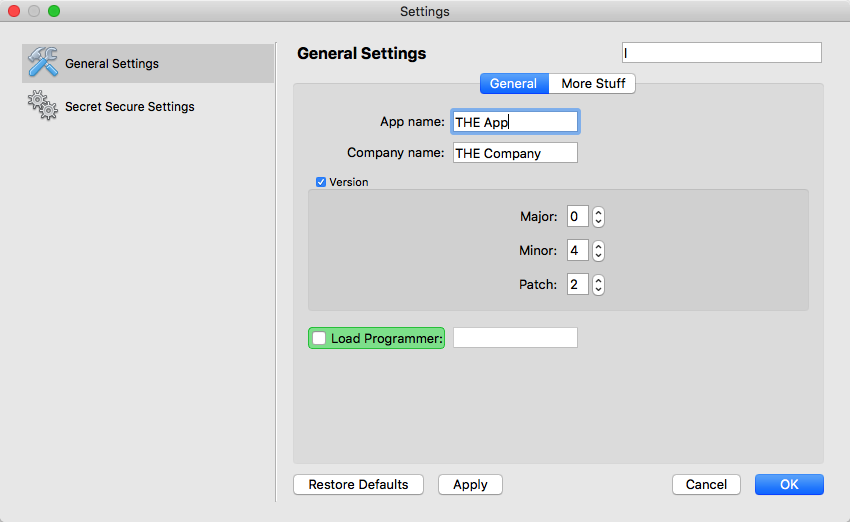 Settings
General Settings
Secret Secure Settings
General Settings
l
General
More Stuff
App name: THE App
Company name: THE Company
Version
Major: 0
Minor: 4
Patch: 2
Load Programmer:
Restore Defaults
Apply
Cancel
OK